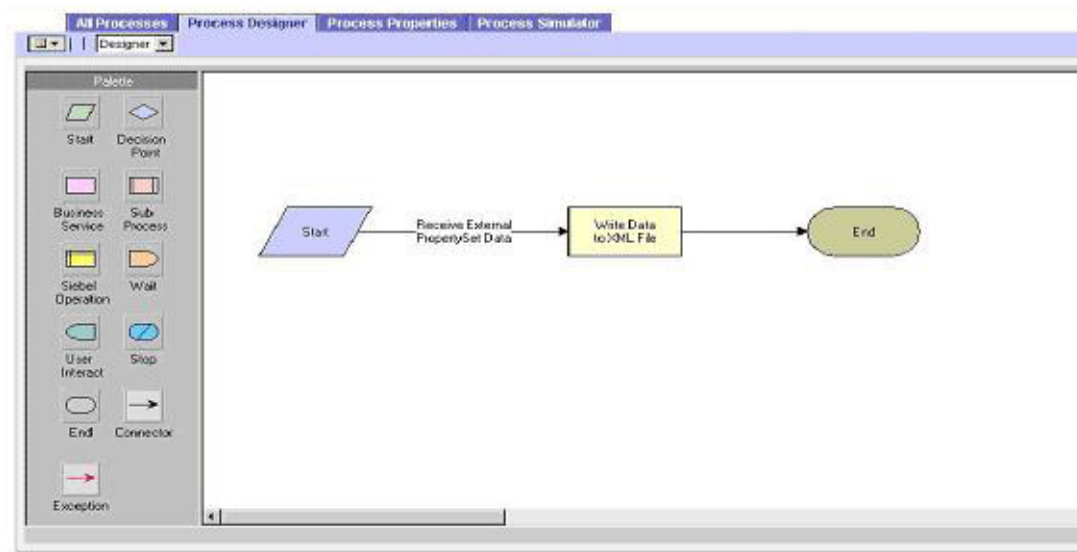 All Processes Process Designer Process Properties Process Simulator
Designer
Palette
Start
Decision
Point
Business
Service
Sub
Process
Siebel
Operation
Wait
User
Interact
Stop
End
Connector
Exception
Start
Receive External
PropertySet Data
Write Data
to XML File
End